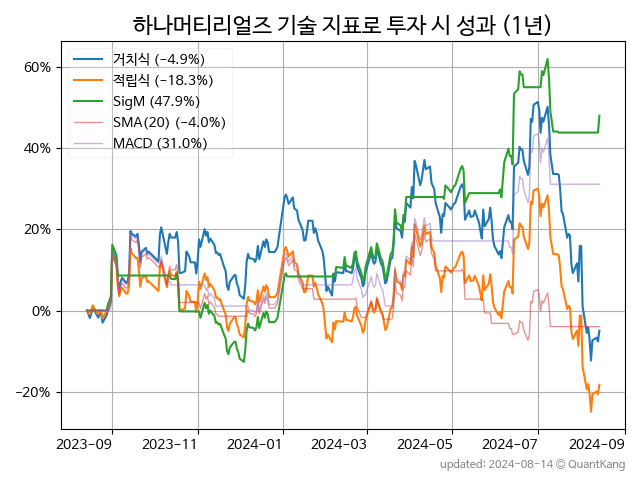 하나머티리얼즈 기술 지표로 투자 시 성과 (1년)
거치식 (−4.9%)
적립식 (−18.3%)
SigM (47.9%)
SMA(20) (−4.0%)
MACD (31.0%)
60%
40%
20%
0%
−20%
2023-09 2023-11 2024-01 2024-03 2024-05 2024-07 2024-09
updated: 2024-08-14 © QuantKang